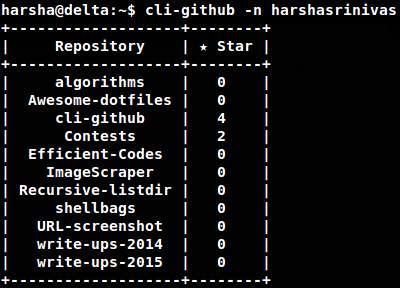 harsha@delta:~$ cli-github -n harshasrinivas
+-------------------+--------+
|     Repository    | ★ Star |
+-------------------+--------+
|     algorithms    |   0    |
|  Awesome-dotfiles |   0    |
|     cli-github    |   4    |
|      Contests     |   2    |
|  Efficient-Codes  |   0    |
|    ImageScraper   |   0    |
| Recursive-listdir |   0    |
|     shellbags     |   0    |
|   URL-screenshot  |   0    |
|   write-ups-2014  |   0    |
|   write-ups-2015  |   0    |
+-------------------+--------+